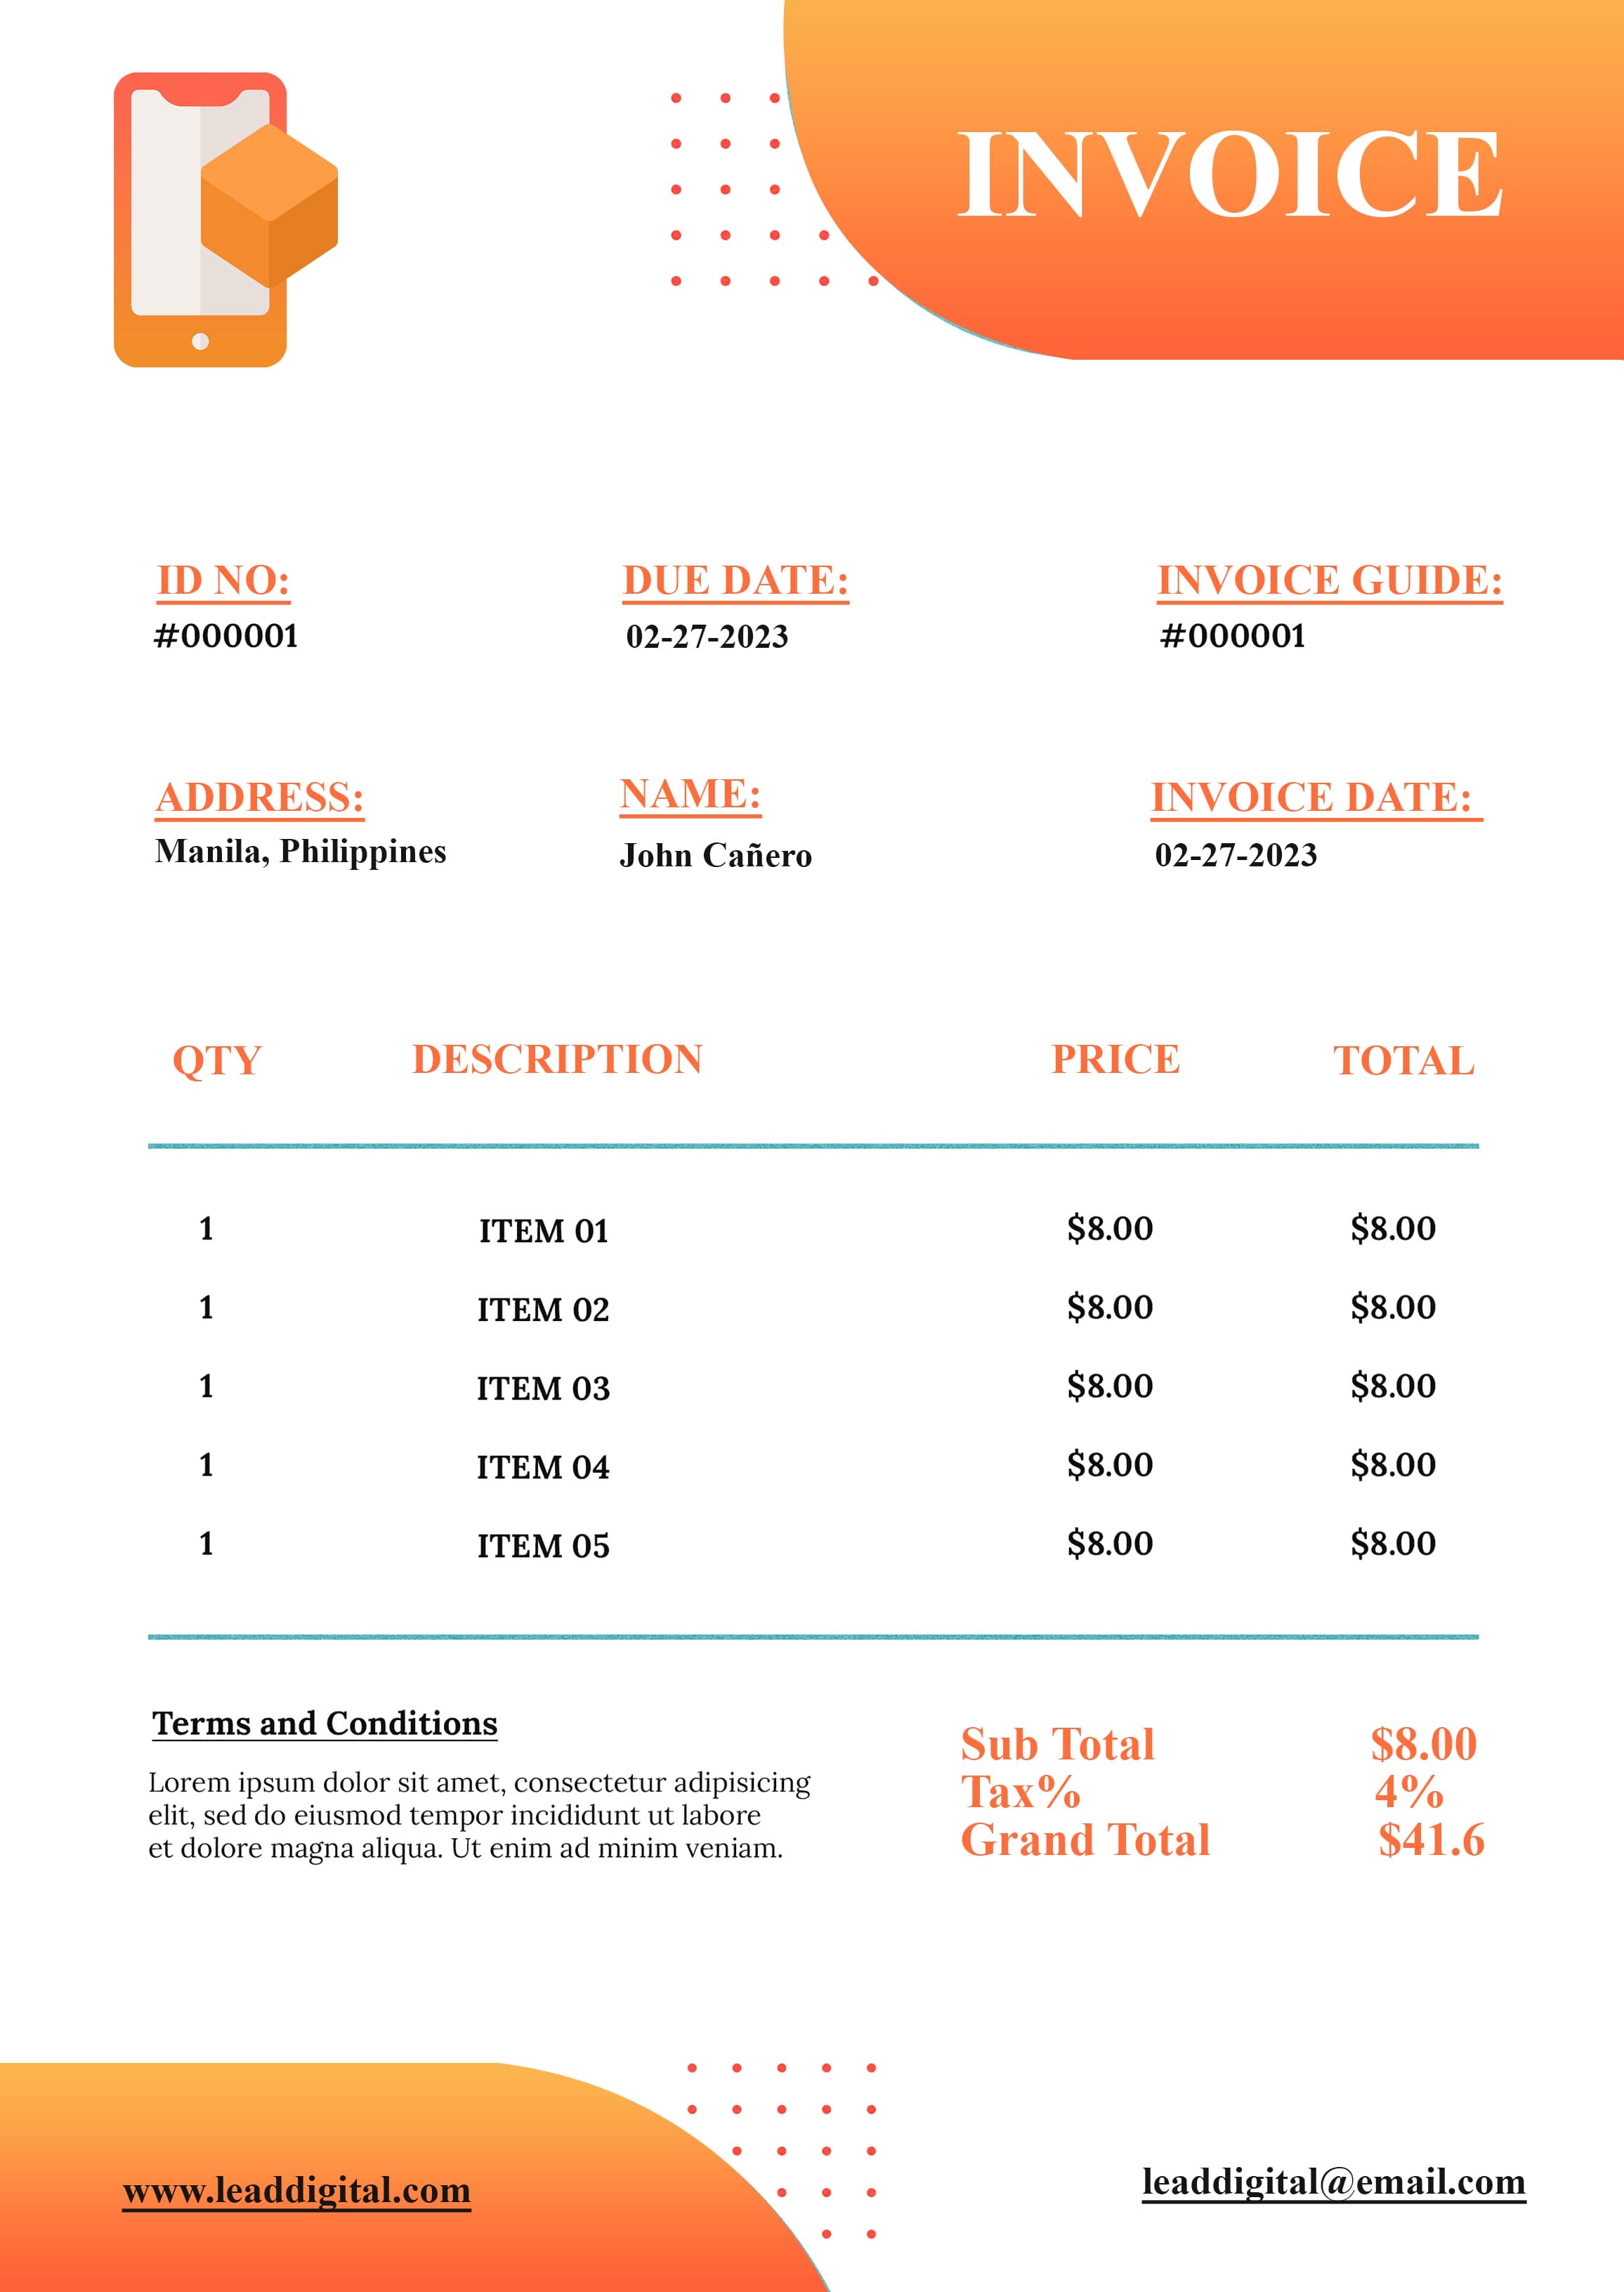 INVOICE
ID NO: DUE DATE: INVOICE GUIDE:
#000001 02-27-2023 #000001
ADDRESS: NAME: INVOICE DATE:
Manila, Philippines John Cañero 02-27-2023
QTY DESCRIPTION PRICE TOTAL
1 ITEM 01 $8.00 $8.00
1 ITEM 02 $8.00 $8.00
1 ITEM 03 $8.00 $8.00
1 ITEM 04 $8.00 $8.00
1 ITEM 05 $8.00 $8.00
Terms and Conditions
Lorem ipsum dolor sit amet, consectetur adipisicing
elit, sed do eiusmod tempor incididunt ut labore
et dolore magna aliqua. Ut enim ad minim veniam.
Sub Total $8.00
Tax% 4%
Grand Total $41.6
www.leaddigital.com leaddigital@email.com